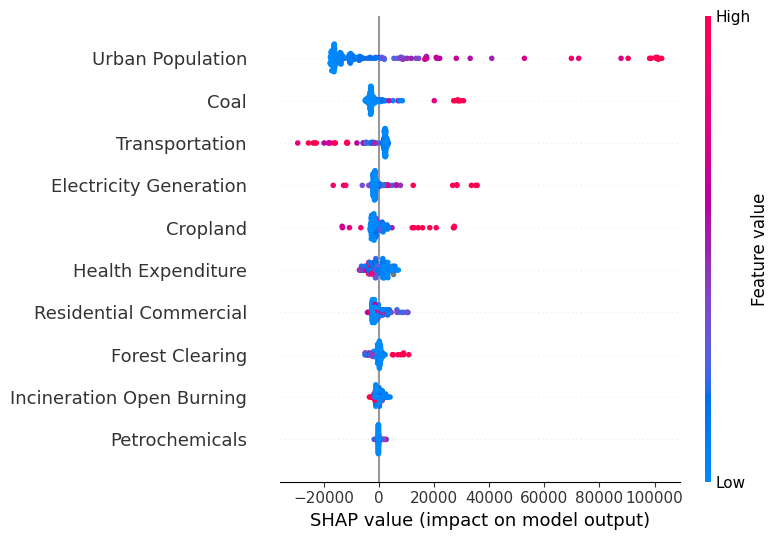 High
Urban Population
Coal
Transportation
Electricity Generation
Cropland
Health Expenditure
Residential Commercial
Forest Clearing
Incineration Open Burning
Petrochemicals
Feature value
Low
−20000 0 20000 40000 60000 80000 100000
SHAP value (impact on model output)